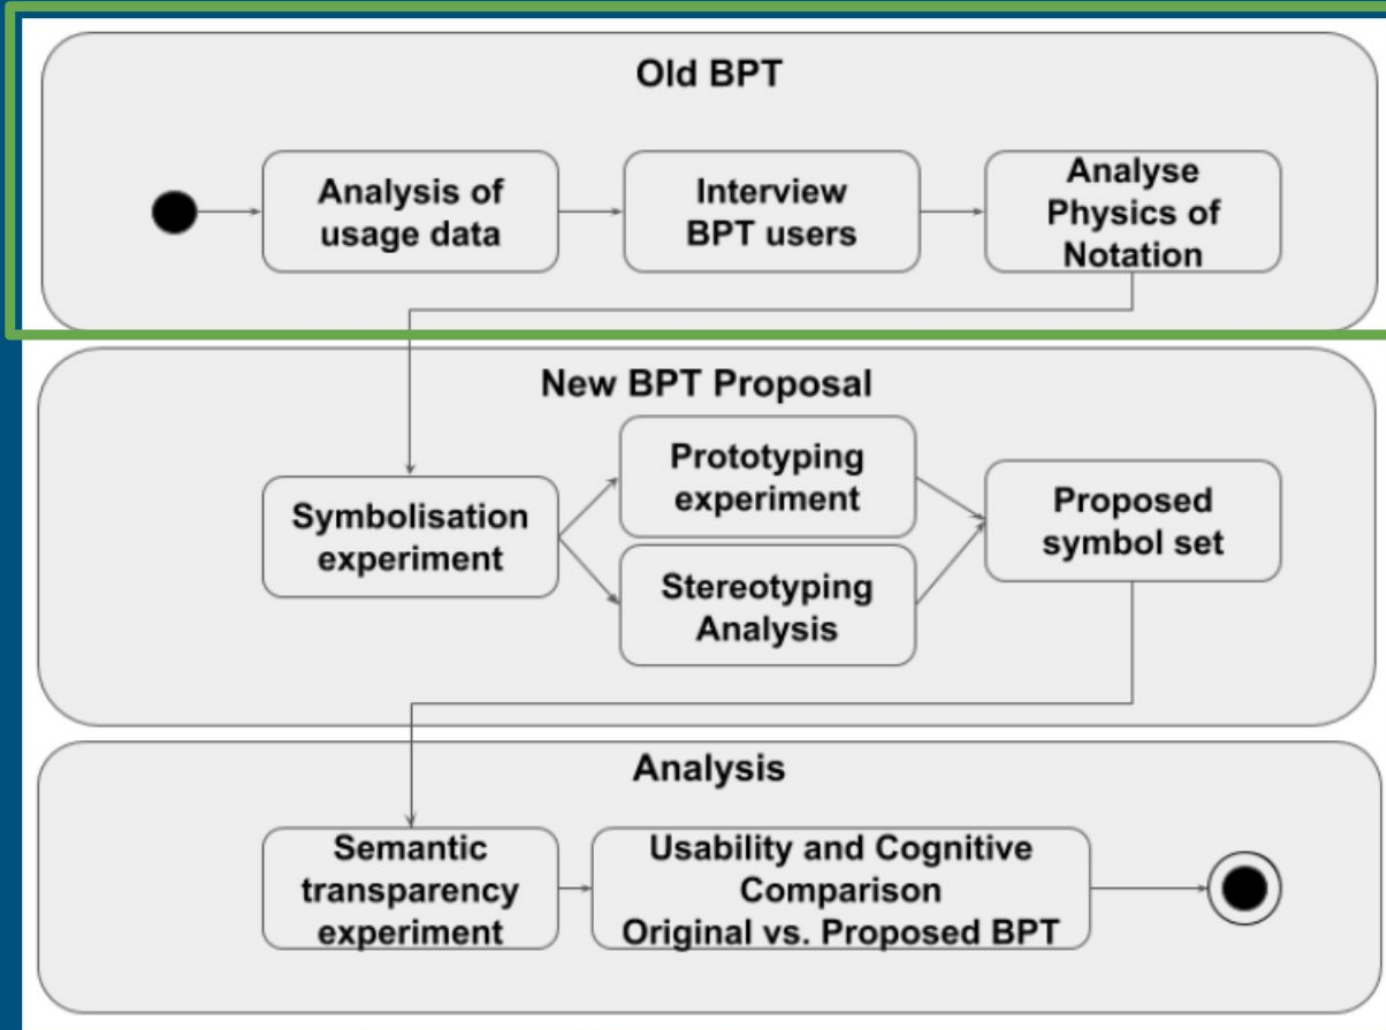 Old BPT
Analysis of
usage data
Interview
BPT users
Analyse
Physics of
Notation
New BPT Proposal
Symbolisation
experiment
Prototyping
experiment
Stereotyping
Analysis
Proposed
symbol set
Analysis
Semantic
transparency
experiment
Usability and Cognitive
Comparison
Original vs. Proposed BPT